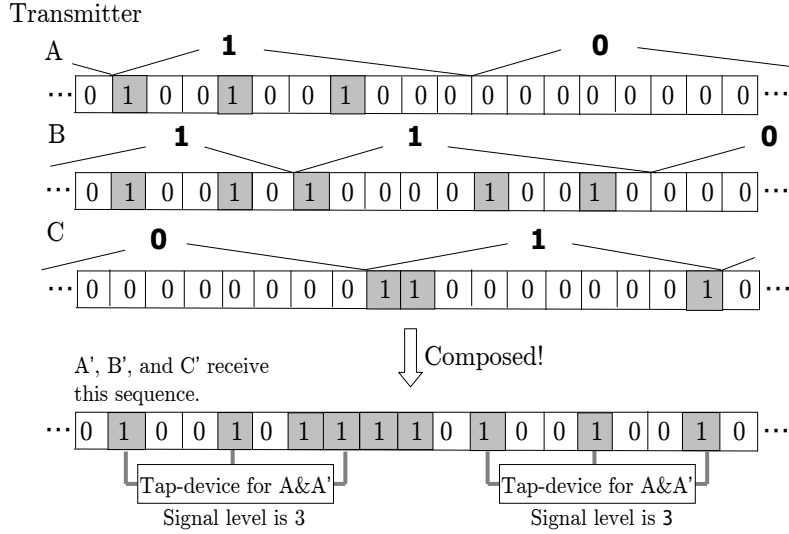 Transmitter
A 1 0
··· 0 1 0 0 1 0 0 1 0 0 0 0 0 0 0 0 0 0 0 ···
B 1 1 0
··· 0 1 0 0 1 0 1 0 0 0 0 1 0 0 1 0 0 0 0 ···
C 0 1
··· 0 0 0 0 0 0 0 0 1 1 0 0 0 0 0 0 0 1 0 ···
Composed!
A', B', and C' receive
this sequence.
··· 0 1 0 0 1 0 1 1 1 1 0 1 0 0 1 0 0 1 0 ···
Tap-device for A&A' Tap-device for A&A'
Signal level is 3 Signal level is 3